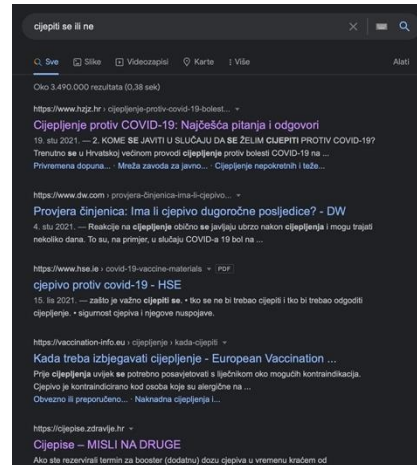 cijepiti se ili ne
Sve Slike Videozapisi Karte Više Alati
Oko 3.490.000 rezultata (0,38 sek)
https://www.hzjz.hr › cijepljenje-protiv-covid-19-bolest...
Cijepljenje protiv COVID-19: Najčešća pitanja i odgovori
19. stu 2021. — 2. KOME SE JAVITI U SLUČAJU DA SE ŽELIM CIJEPITI PROTIV COVID-19?
Trenutno se u Hrvatskoj većinom provodi cijepljenje protiv bolesti COVID-19 na ...
Privremena dopuna... · Mreža zavoda za javno... · Cijepljenje nepokretnih i teže...
https://www.dw.com › provjera-činjenica-ima-li-cjepivo...
Provjera činjenica: Ima li cjepivo dugoročne posljedice? - DW
4. stu 2021. — Reakcije na cijepljenje obično se javljaju ubrzo nakon cijepljenja i mogu trajati
nekoliko dana. To su, na primjer, u slučaju COVID-a 19 bol na ...
https://www.hse.ie › covid-19-vaccine-materials PDF
cjepivo protiv covid-19 - HSE
15. lis 2021. — zašto je važno cijepiti se. • tko se ne bi trebao cijepiti i tko bi trebao odgoditi
cijepljenje. • sigurnost cjepiva i njegove nuspojave.
https://vaccination-info.eu › cijepljenje › kada-cijepiti
Kada treba izbjegavati cijepljenje - European Vaccination ...
Prije cijepljenja uvijek se potrebno posavjetovati s liječnikom oko mogućih kontraindikacija.
Cjepivo je kontraindicirano kod osoba koje su alergične na ...
Obvezno ili preporučeno... · Naknadna cijepljenja i...
https://cijepise.zdravlje.hr
Cijepise – MISLI NA DRUGE
Ako ste rezervirali termin za booster (dodatnu) dozu cjepiva u vremenu kraćem od